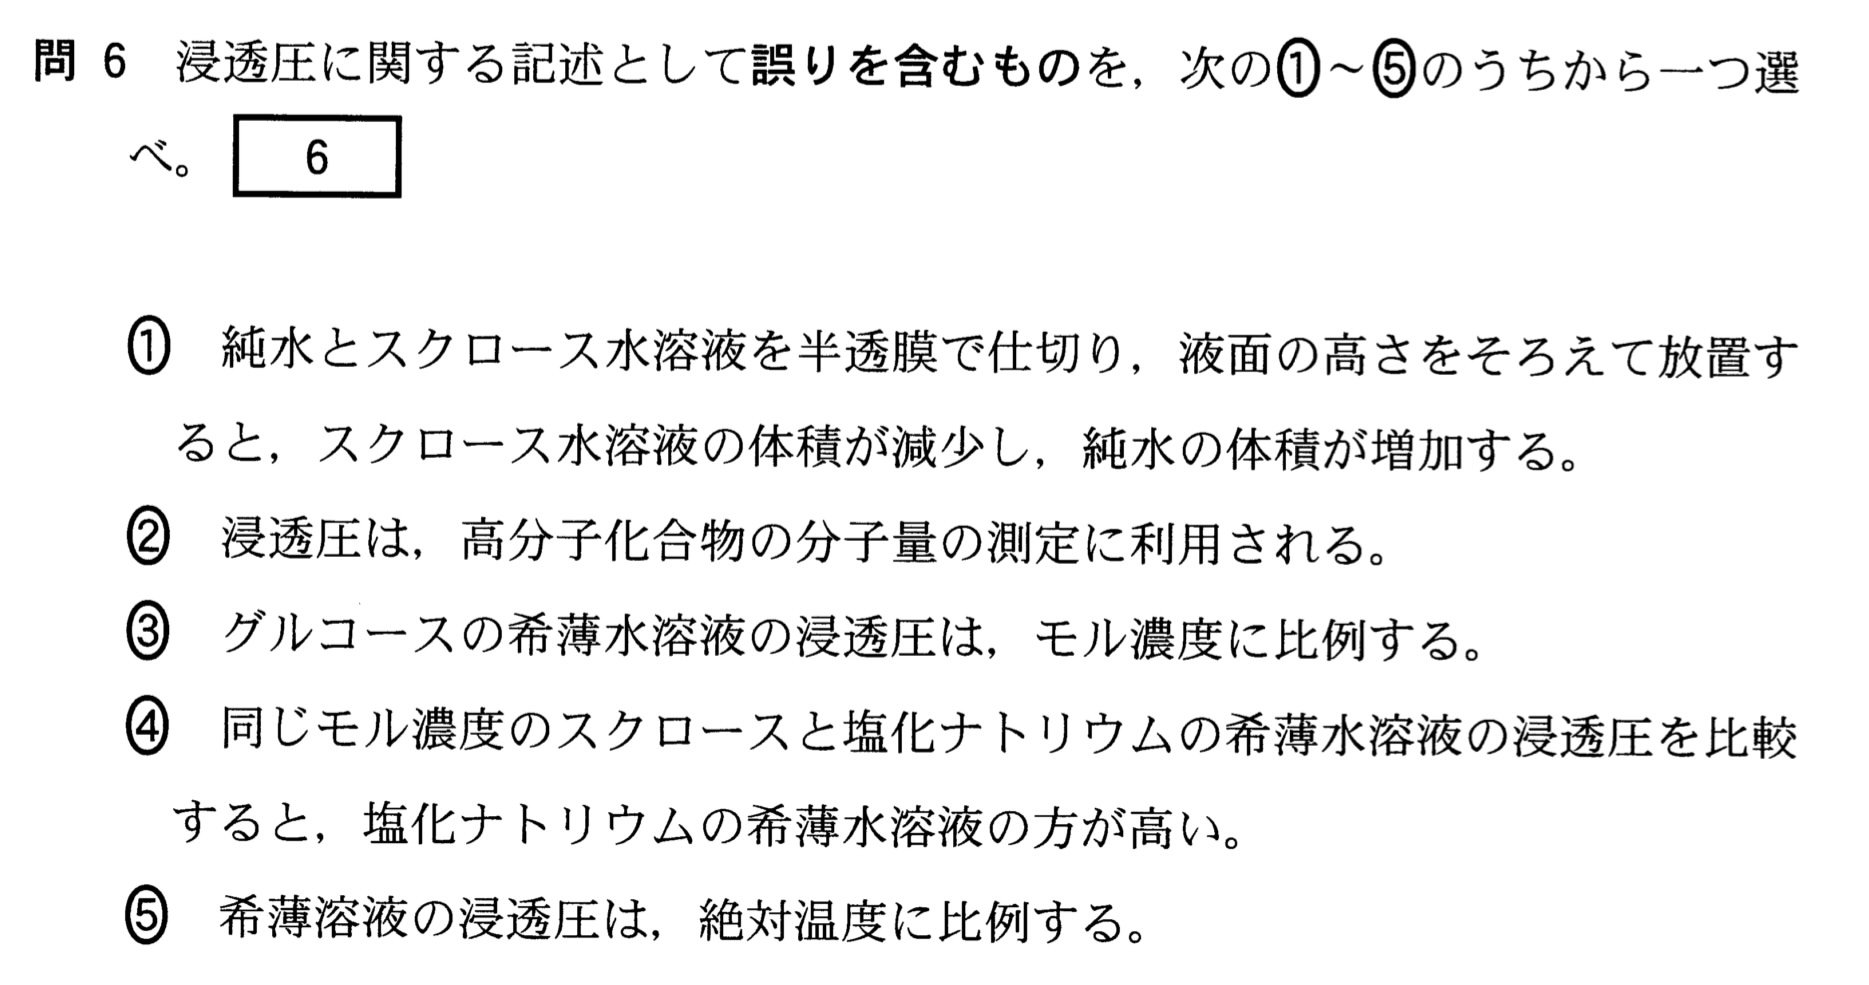 問 6 浸透圧に関する記述として誤りを含むものを，次の①～⑤のうちから一つ選
べ。 6
① 純水とスクロース水溶液を半透膜で仕切り，液面の高さをそろえて放置す
ると，スクロース水溶液の体積が減少し，純水の体積が増加する。
② 浸透圧は，高分子化合物の分子量の測定に利用される。
③ グルコースの希薄水溶液の浸透圧は，モル濃度に比例する。
④ 同じモル濃度のスクロースと塩化ナトリウムの希薄水溶液の浸透圧を比較
すると，塩化ナトリウムの希薄水溶液の方が高い。
⑤ 希薄溶液の浸透圧は，絶対温度に比例する。